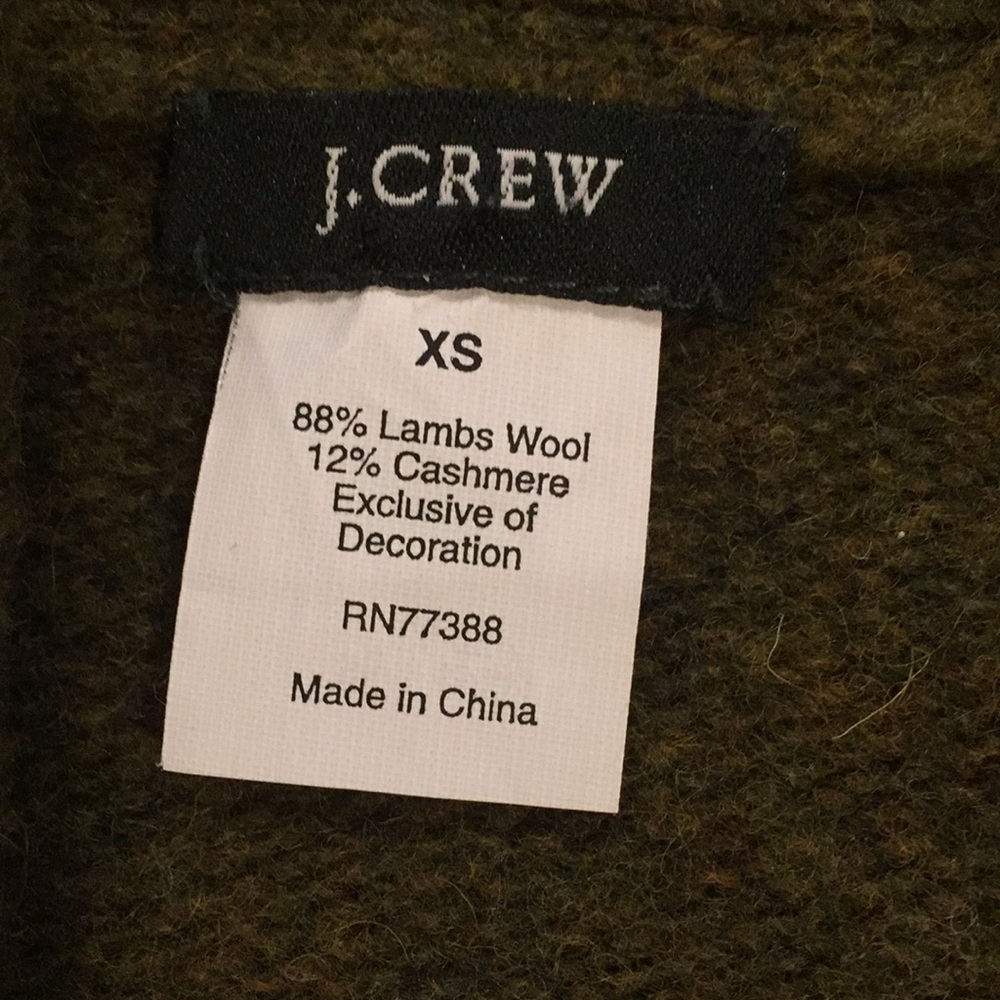 J.CREW
XS
88% Lambs Wool
12% Cashmere
Exclusive of
Decoration
RN77388
Made in China